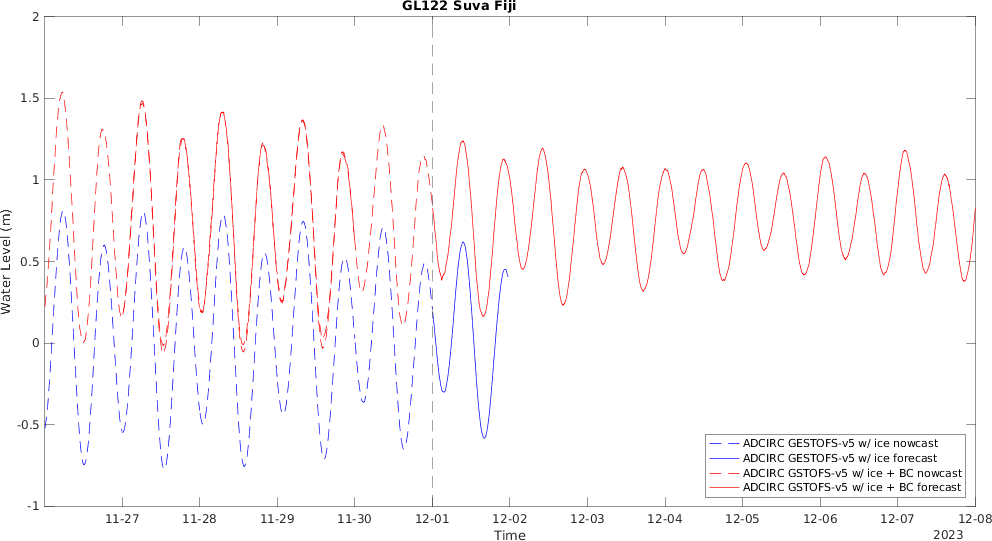 GL122 Suva Fiji
Water Level (m)
2
1.5
1
0.5
0
-0.5
-1
11-27
11-28
11-29
11-30
12-01
12-02
12-03
12-04
12-05
12-06
12-07
12-08
Time
2023
ADCIRC GESTOFS-v5 w/ ice nowcast
ADCIRC GESTOFS-v5 w/ ice forecast
ADCIRC GSTOFS-v5 w/ ice + BC nowcast
ADCIRC GSTOFS-v5 w/ ice + BC forecast